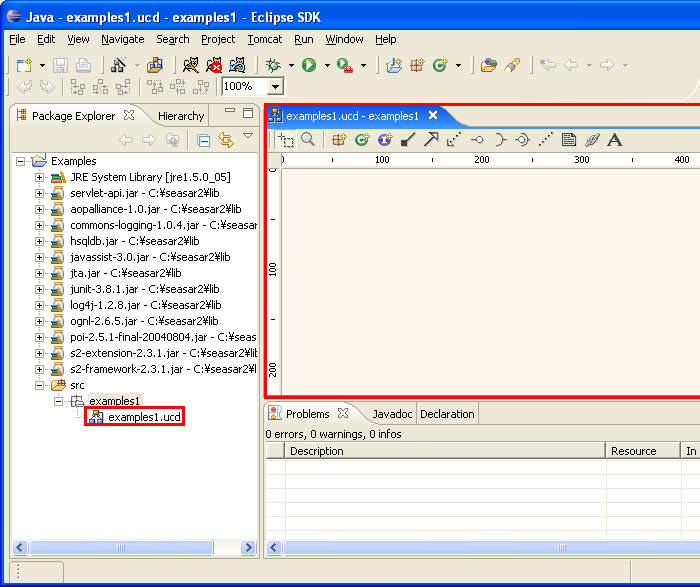 Java - examples1.ucd - examples1 - Eclipse SDK
File Edit View Navigate Search Project Tomcat Run Window Help
100%
Package Explorer Hierarchy
examples1.ucd - examples1
0 100 200 300 400
0
100
200
Examples
JRE System Library [jre1.5.0_05]
servlet-api.jar - C:¥seasar2¥lib
aopalliance-1.0.jar - C:¥seasar2¥lib
commons-logging-1.0.4.jar - C:¥seasar
hsqldb.jar - C:¥seasar2¥lib
javassist-3.0.jar - C:¥seasar2¥lib
jta.jar - C:¥seasar2¥lib
junit-3.8.1.jar - C:¥seasar2¥lib
log4j-1.2.8.jar - C:¥seasar2¥lib
ognl-2.6.5.jar - C:¥seasar2¥lib
poi-2.5.1-final-20040804.jar - C:¥seas
s2-extension-2.3.1.jar - C:¥seasar2¥l
s2-framework-2.3.1.jar - C:¥seasar2¥l
src
examples1
examples1.ucd
Problems Javadoc Declaration
0 errors, 0 warnings, 0 infos
Description Resource In